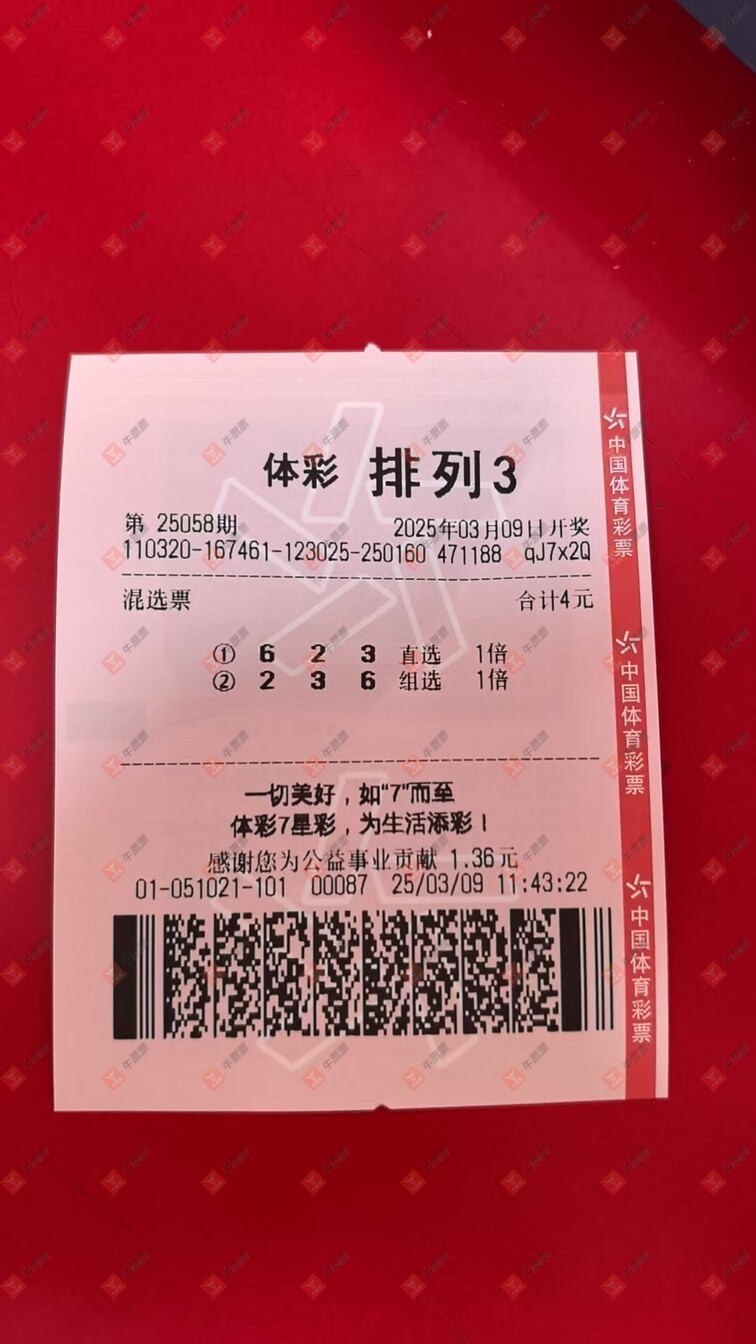 体彩 排列3
第 25058期 2025年03月09日开奖
110320-167461-123025-250160 471188 qJ7x2Q
混选票 合计4元
① 6 2 3 直选 1倍
② 2 3 6 组选 1倍
一切美好，如“7”而至
体彩7星彩，为生活添彩！
感谢您为公益事业贡献 1.36元
01-051021-101 00087 25/03/09 11:43:22
中国体育彩票
中国体育彩票
中国体育彩票